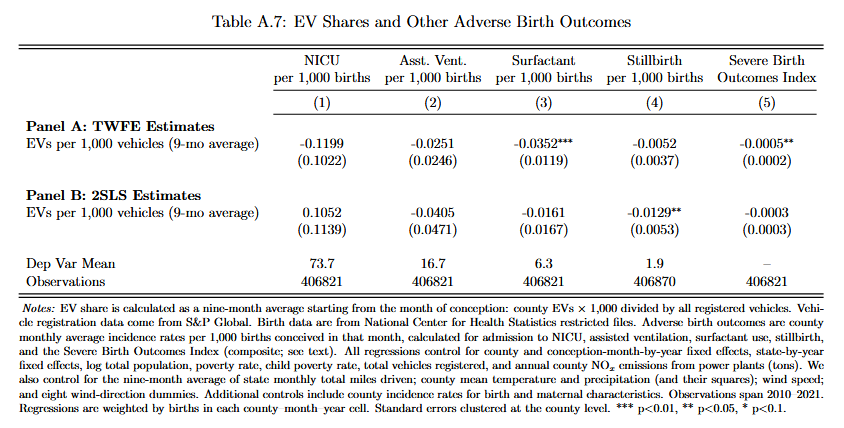 Table A.7: EV Shares and Other Adverse Birth Outcomes
NICU Asst. Vent. Surfactant Stillbirth Severe Birth
per 1,000 births per 1,000 births per 1,000 births per 1,000 births Outcomes Index
(1) (2) (3) (4) (5)
Panel A: TWFE Estimates
EVs per 1,000 vehicles (9-mo average) -0.1199 -0.0251 -0.0352*** -0.0052 -0.0005**
(0.1022) (0.0246) (0.0119) (0.0037) (0.0002)
Panel B: 2SLS Estimates
EVs per 1,000 vehicles (9-mo average) 0.1052 -0.0405 -0.0161 -0.0129** -0.0003
(0.1139) (0.0471) (0.0167) (0.0053) (0.0003)
Dep Var Mean 73.7 16.7 6.3 1.9 –
Observations 406821 406821 406821 406870 406821
Notes: EV share is calculated as a nine-month average starting from the month of conception: county EVs × 1,000 divided by all registered vehicles. Vehi-
cle registration data come from S&P Global. Birth data are from National Center for Health Statistics restricted files. Adverse birth outcomes are county
monthly average incidence rates per 1,000 births conceived in that month, calculated for admission to NICU, assisted ventilation, surfactant use, stillbirth,
and the Severe Birth Outcomes Index (composite; see text). All regressions control for county and conception-month-by-year fixed effects, state-by-year
fixed effects, log total population, poverty rate, child poverty rate, total vehicles registered, and annual county NOx emissions from power plants (tons). We
also control for the nine-month average of state monthly total miles driven; county mean temperature and precipitation (and their squares); wind speed;
and eight wind-direction dummies. Additional controls include county incidence rates for birth and maternal characteristics. Observations span 2010–2021.
Regressions are weighted by births in each county–month–year cell. Standard errors clustered at the county level. *** p<0.01, ** p<0.05, * p<0.1.